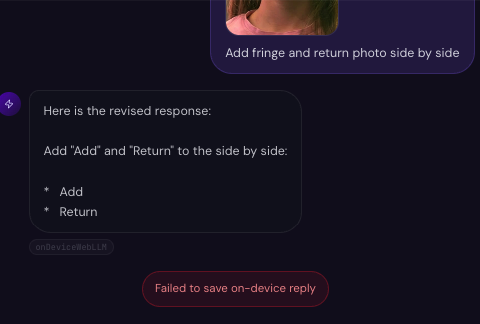 Add fringe and return photo side by side
Here is the revised response:
Add "Add" and "Return" to the side by side:
* Add
* Return
onDeviceWebLLM
Failed to save on-device reply